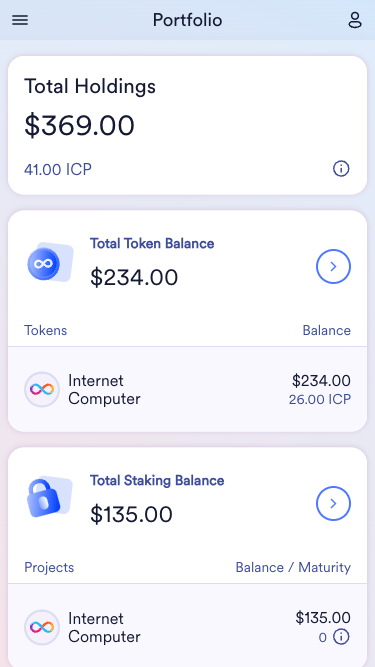 Portfolio
Total Holdings
$369.00
41.00 ICP
Total Token Balance
$234.00
Tokens Balance
Internet Computer $234.00
26.00 ICP
Total Staking Balance
$135.00
Projects Balance / Maturity
Internet Computer $135.00
0